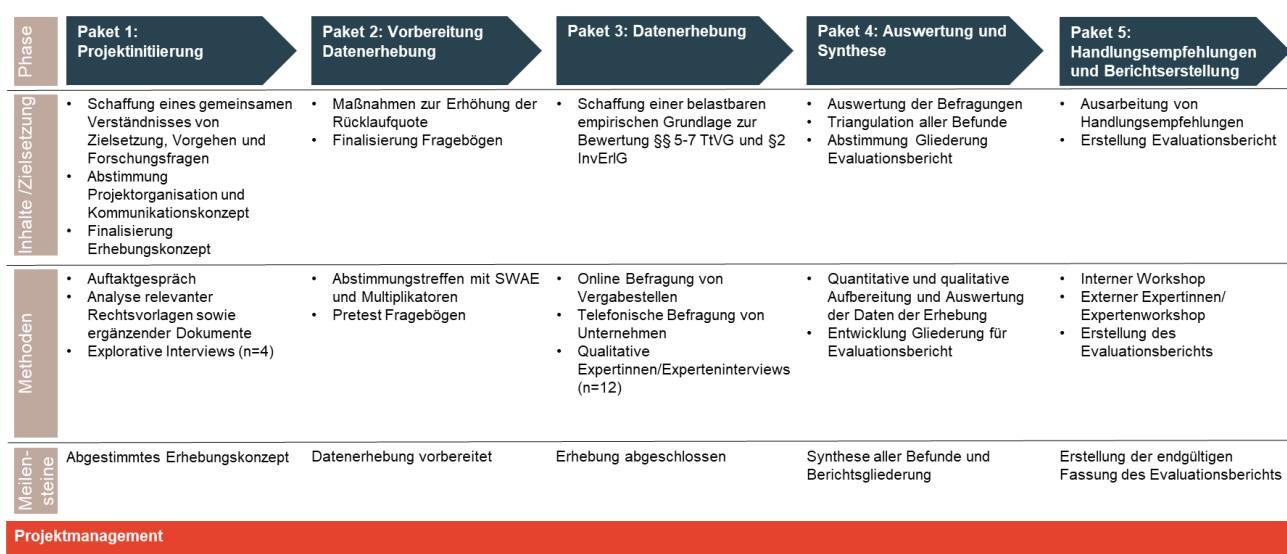 Phase
Paket 1:
Projektinitiierung
Paket 2: Vorbereitung
Datenerhebung
Paket 3: Datenerhebung
Paket 4: Auswertung und
Synthese
Paket 5:
Handlungsempfehlungen
und Berichtserstellung
Inhalte /Zielsetzung
• Schaffung eines gemeinsamen
Verständnisses von
Zielsetzung, Vorgehen und
Forschungsfragen
• Abstimmung
Projektorganisation und
Kommunikationskonzept
• Finalisierung
Erhebungskonzept
• Maßnahmen zur Erhöhung der
Rücklaufquote
• Finalisierung Fragebögen
• Schaffung einer belastbaren
empirischen Grundlage zur
Bewertung §§ 5-7 TtVG und §2
InvErlG
• Auswertung der Befragungen
• Triangulation aller Befunde
• Abstimmung Gliederung
Evaluationsbericht
• Ausarbeitung von
Handlungsempfehlungen
• Erstellung Evaluationsbericht
Methoden
• Auftaktgespräch
• Analyse relevanter
Rechtsvorlagen sowie
ergänzender Dokumente
• Explorative Interviews (n=4)
• Abstimmungstreffen mit SWAE
und Multiplikatoren
• Pretest Fragebögen
• Online Befragung von
Vergabestellen
• Telefonische Befragung von
Unternehmen
• Qualitative
Expertinnen/Experteninterviews
(n=12)
• Quantitative und qualitative
Aufbereitung und Auswertung
der Daten der Erhebung
• Entwicklung Gliederung für
Evaluationsbericht
• Interner Workshop
• Externer Expertinnen/
Expertenworkshop
• Erstellung des
Evaluationsberichts
Meilen-
steine
Abgestimmtes Erhebungskonzept
Datenerhebung vorbereitet
Erhebung abgeschlossen
Synthese aller Befunde und
Berichtsgliederung
Erstellung der endgültigen
Fassung des Evaluationsberichts
Projektmanagement